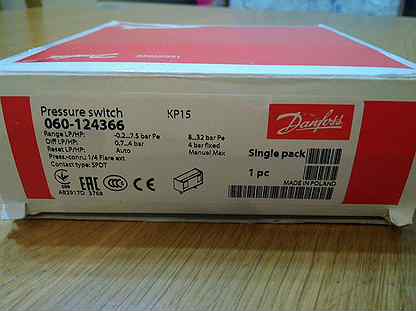 Pressure switch KP15
060-124366
Range LP/HP: -0.2...7.5 bar Pe 8...32 bar Pe
Diff LP/HP: 0.7...4 bar 4 bar fixed
Reset LP/HP: Auto Manual Max
Press.-conn.: 1/4 Flare ext
Contact type: SPDT
Danfoss
Single pack
1 pc
MADE IN POLAND
EAC CCC CE